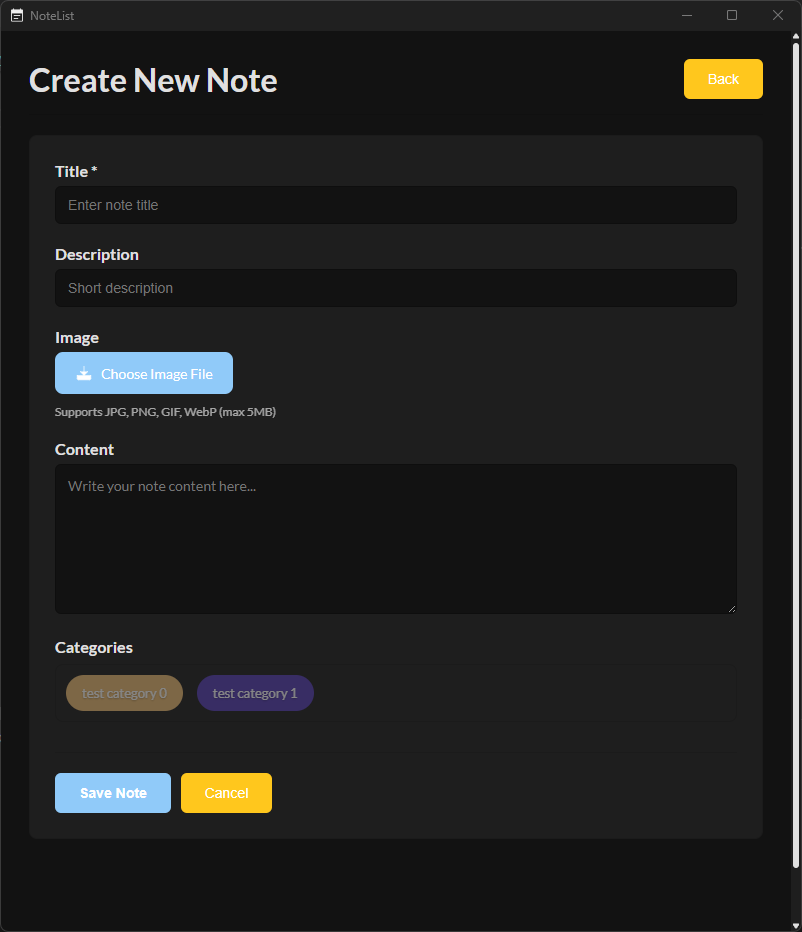 NoteList
Create New Note
Back
Title *
Enter note title
Description
Short description
Image
Choose Image File
Supports JPG, PNG, GIF, WebP (max 5MB)
Content
Write your note content here...
Categories
test category 0 test category 1
Save Note Cancel